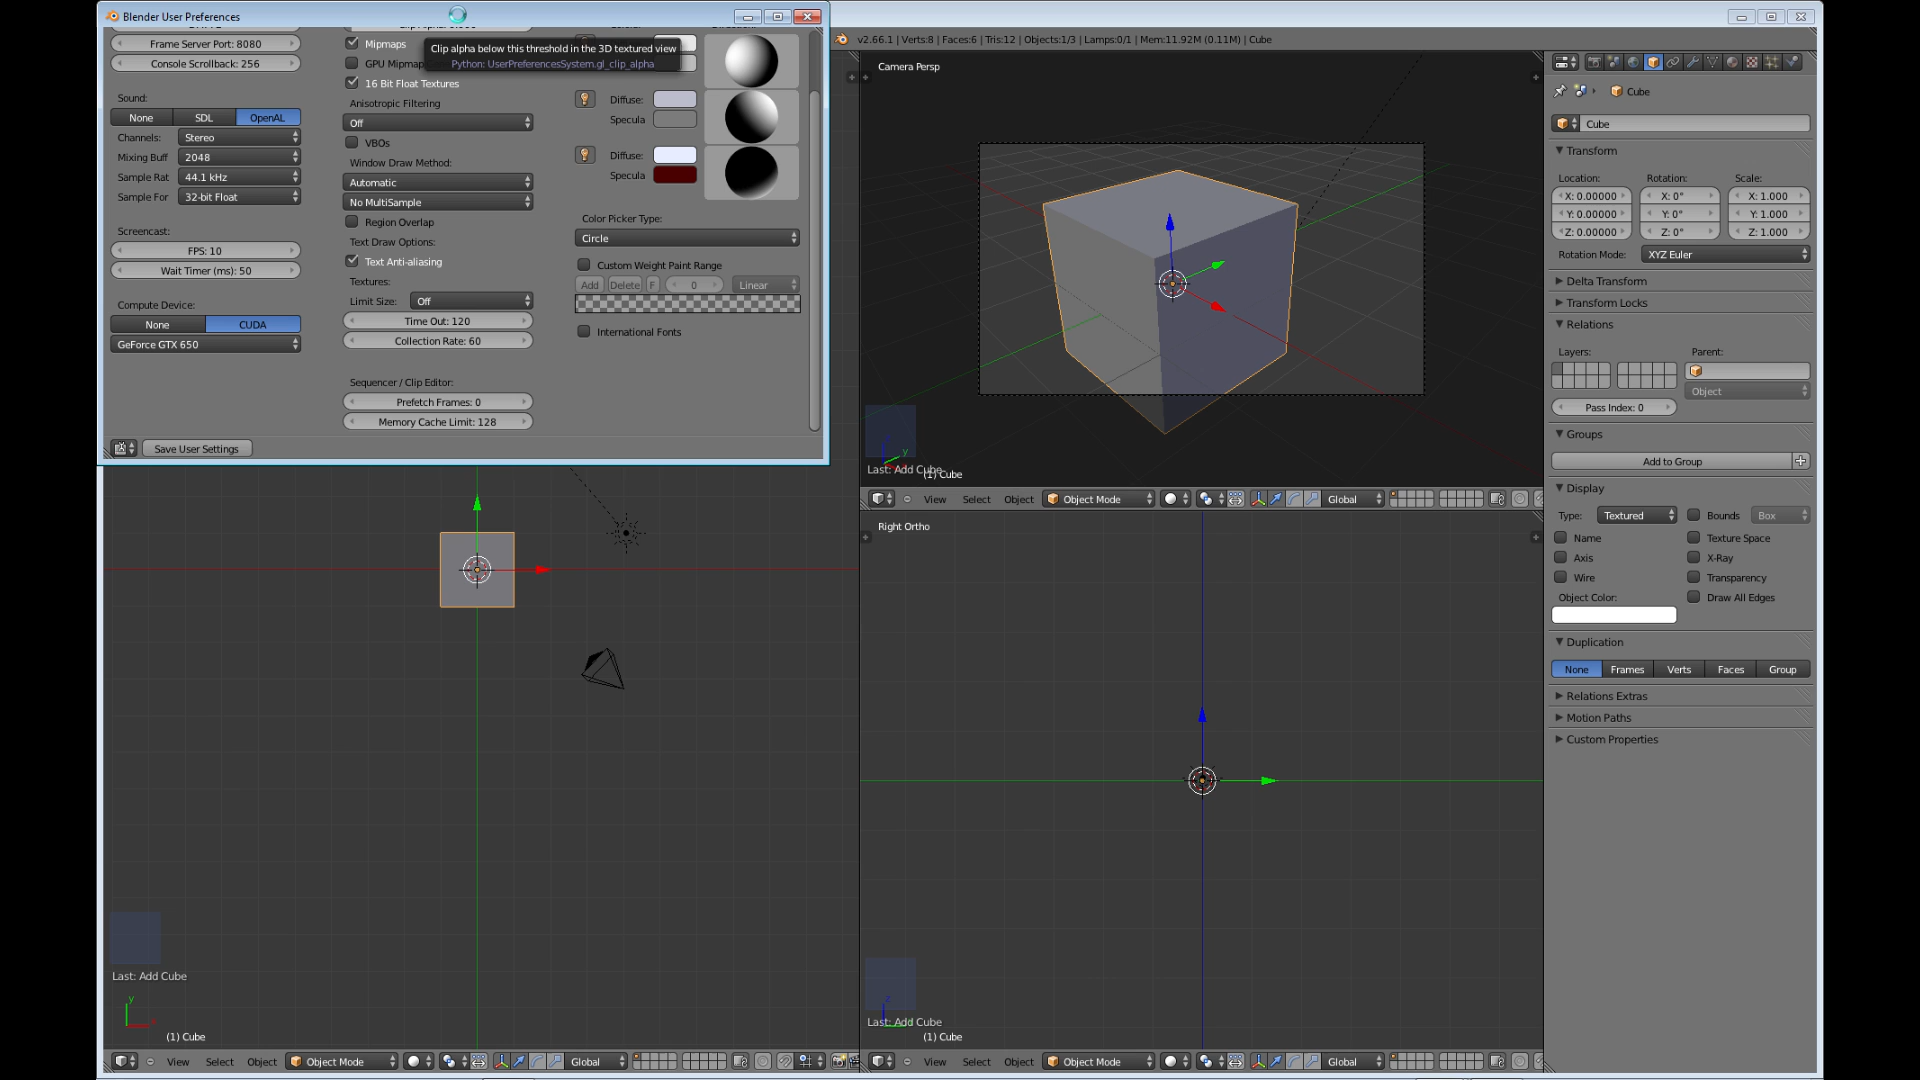 Blender User Preferences
Frame Server Port: 8080
Console Scrollback: 256
Sound:
None SDL OpenAL
Channels: Stereo
Mixing Buff 2048
Sample Rat 44.1 kHz
Sample For 32-bit Float
Screencast:
FPS: 10
Wait Timer (ms): 50
Compute Device:
None CUDA
GeForce GTX 650
Save User Settings
Mipmaps
GPU Mipmap
16 Bit Float Textures
Anisotropic Filtering
Off
VBOs
Window Draw Method:
Automatic
No MultiSample
Region Overlap
Text Draw Options:
Text Anti-aliasing
Textures:
Limit Size: Off
Time Out: 120
Collection Rate: 60
Sequencer / Clip Editor:
Prefetch Frames: 0
Memory Cache Limit: 128
Clip alpha below this threshold in the 3D textured view
Python: UserPreferencesSystem.gl_clip_alpha
Diffuse:
Specula
Diffuse:
Specula
Color Picker Type:
Circle
Custom Weight Paint Range
Add Delete F 0 Linear
International Fonts
v2.66.1 | Verts:8 | Faces:6 | Tris:12 | Objects:1/3 | Lamps:0/1 | Mem:11.92M (0.11M) | Cube
Camera Persp
Last: Add Cube
(1) Cube
View Select Object Object Mode Global
Right Ortho
Last: Add Cube
(1) Cube
View Select Object Object Mode Global
Last: Add Cube
y
(1) Cube
View Select Object Object Mode Global
Cube
Cube
Transform
Location: Rotation: Scale:
X: 0.00000 X: 0° X: 1.000
Y: 0.00000 Y: 0° Y: 1.000
Z: 0.00000 Z: 0° Z: 1.000
Rotation Mode: XYZ Euler
Delta Transform
Transform Locks
Relations
Layers: Parent:
Object
Pass Index: 0
Groups
Add to Group
Display
Type: Textured Bounds Box
Name Texture Space
Axis X-Ray
Wire Transparency
Object Color: Draw All Edges
Duplication
None Frames Verts Faces Group
Relations Extras
Motion Paths
Custom Properties